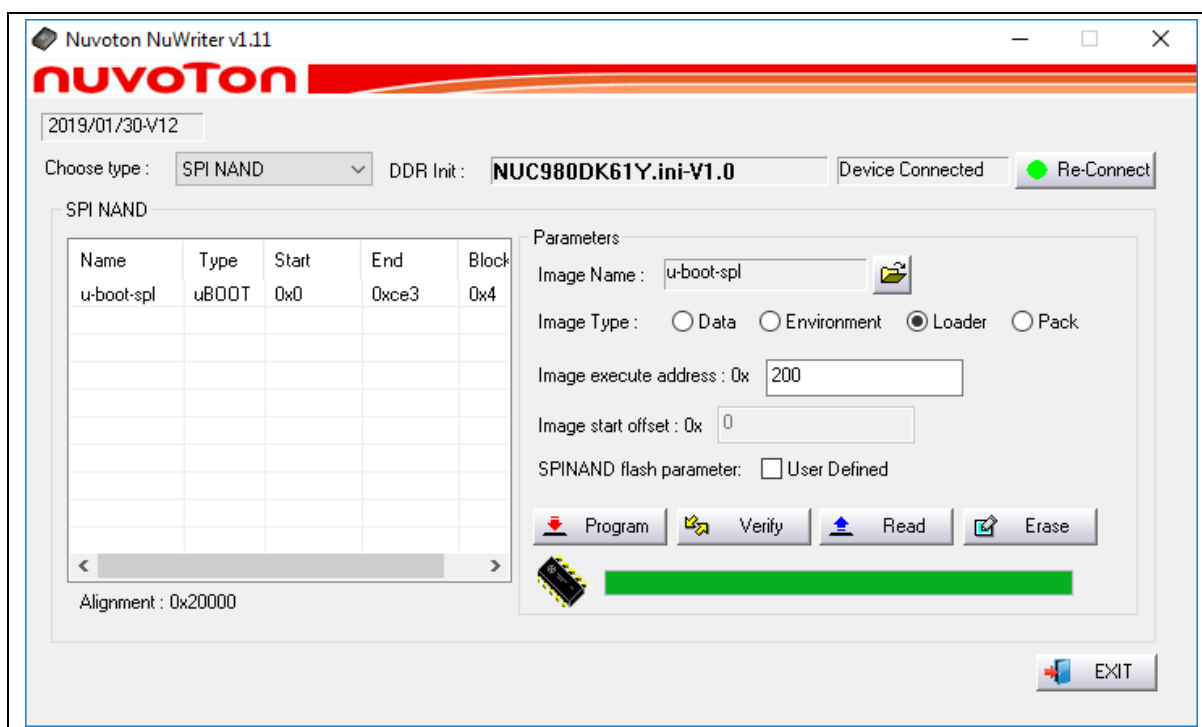 Nuvoton NuWriter v1.11
nuvoTon
2019/01/30-V12
Choose type : SPI NAND DDR Init : NUC980DK61Y.ini-V1.0 Device Connected Re-Connect
SPI NAND
Name Type Start End Block
u-boot-spl uBOOT 0x0 0xce3 0x4
Alignment : 0x20000
Parameters
Image Name : u-boot-spl
Image Type : Data Environment Loader Pack
Image execute address : 0x 200
Image start offset : 0x 0
SPINAND flash parameter: User Defined
Program Verify Read Erase
EXIT